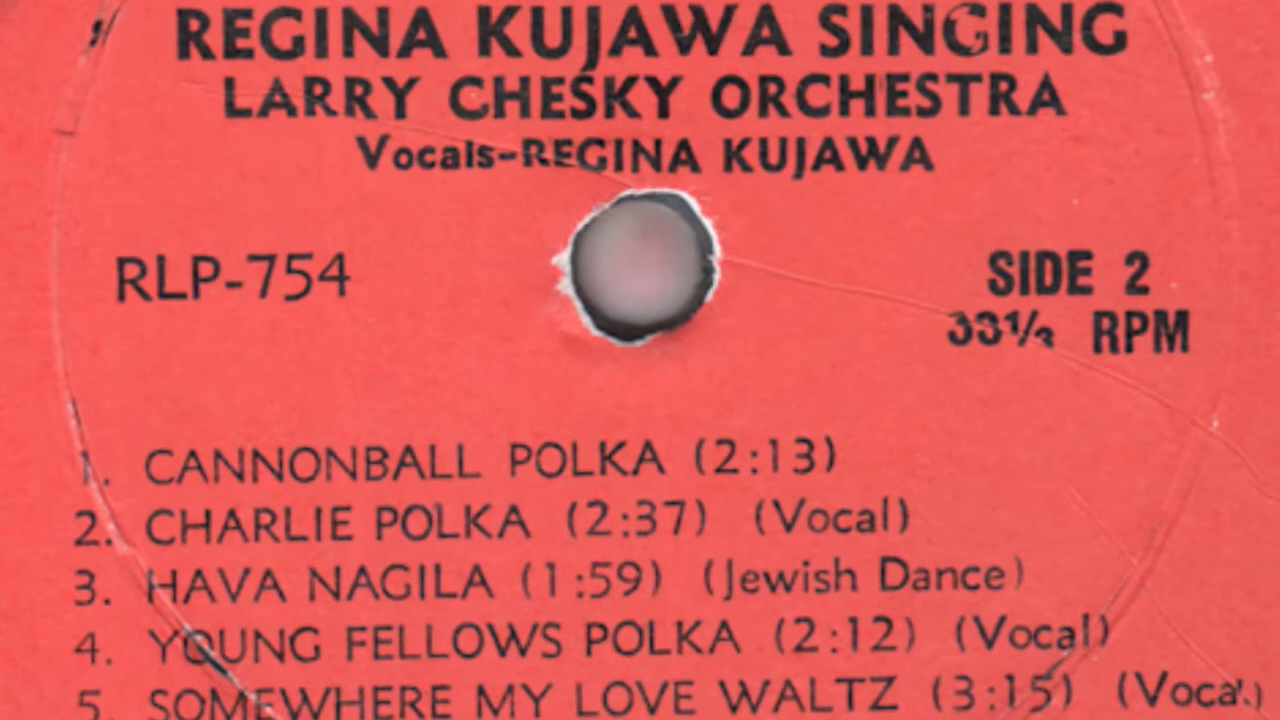 REGINA KUJAWA SINGING
LARRY CHESKY ORCHESTRA
Vocals-REGINA KUJAWA
RLP-754
SIDE 2
33⅓ RPM
1. CANNONBALL POLKA (2:13)
2. CHARLIE POLKA (2:37) (Vocal)
3. HAVA NAGILA (1:59) (Jewish Dance)
4. YOUNG FELLOWS POLKA (2:12) (Vocal)
5. SOMEWHERE MY LOVE WALTZ (3:15) (Vocal)